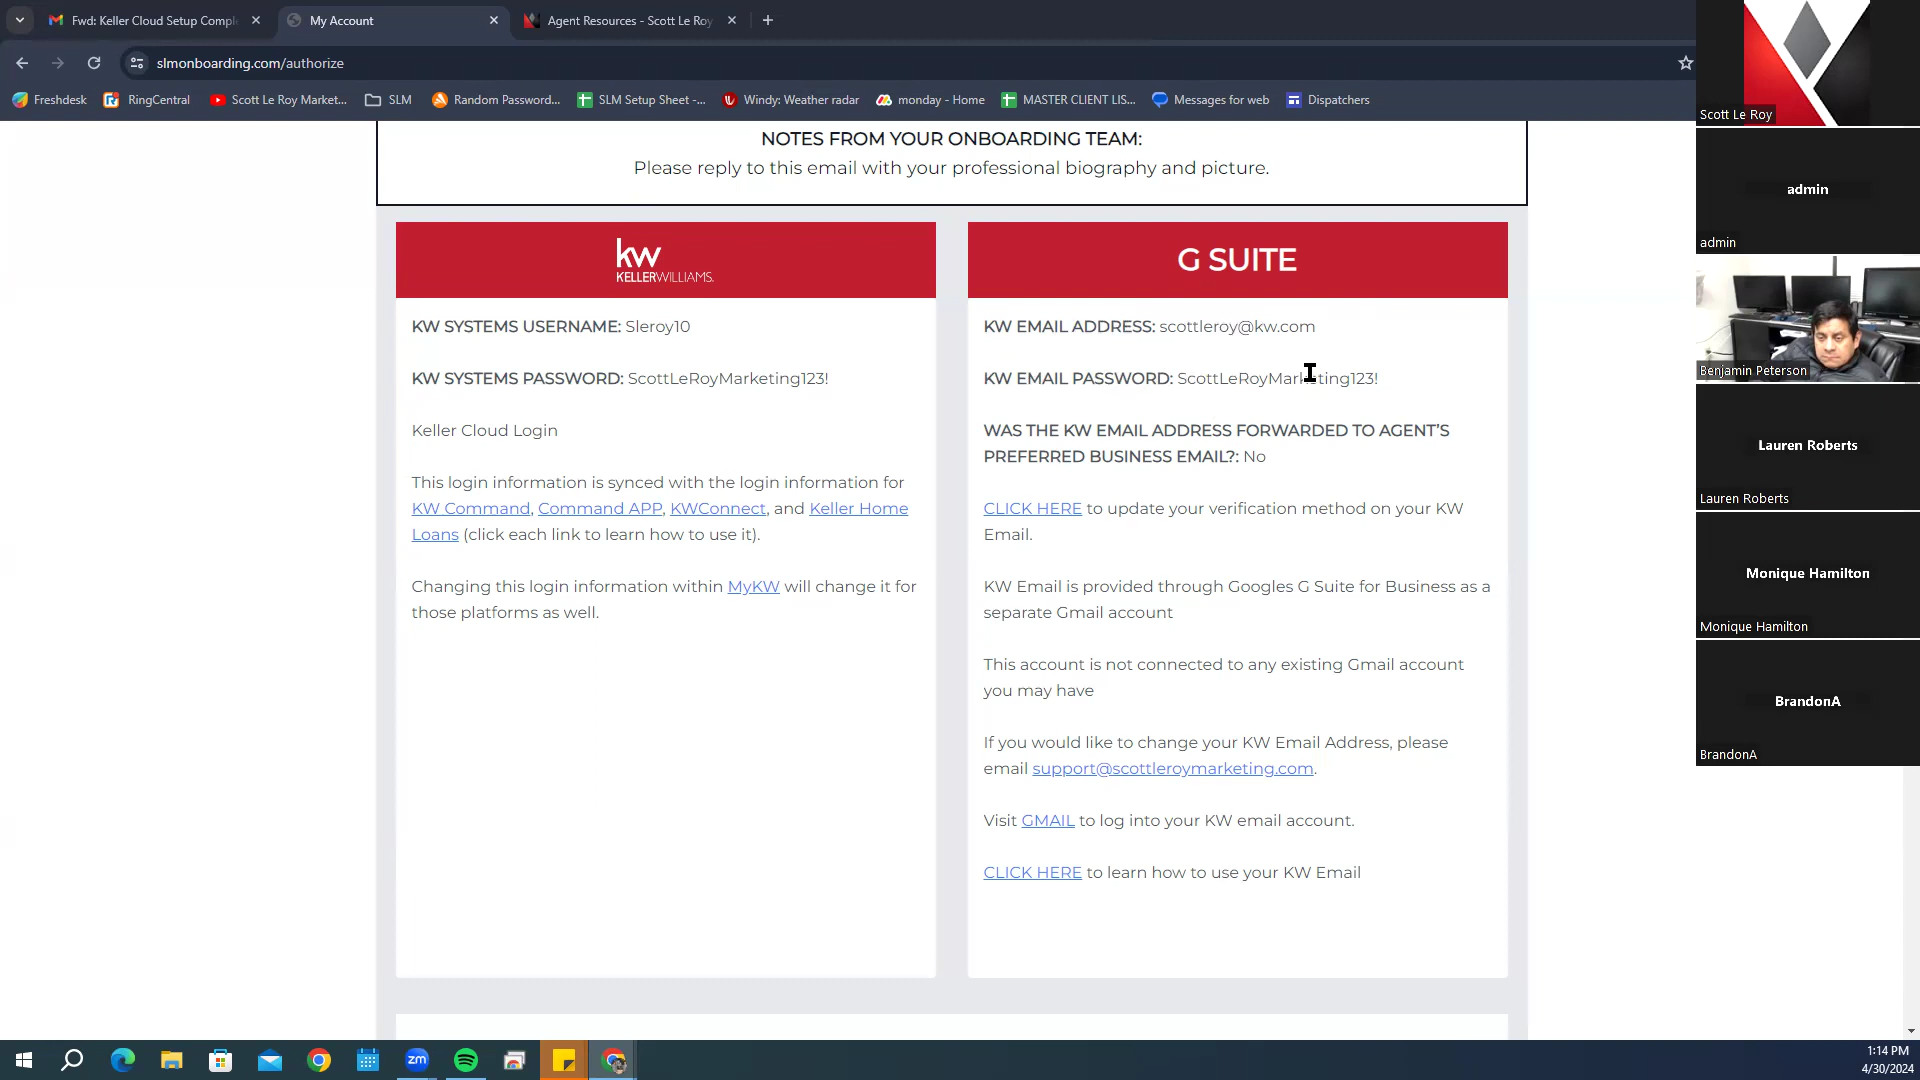 Fwd: Keller Cloud Setup Compl
My Account
Agent Resources - Scott Le Roy
slmonboarding.com/authorize
Freshdesk
RingCentral
Scott Le Roy Market...
SLM
Random Password...
SLM Setup Sheet -...
Windy: Weather radar
monday - Home
MASTER CLIENT LIS...
Messages for web
Dispatchers
NOTES FROM YOUR ONBOARDING TEAM:
Please reply to this email with your professional biography and picture.
kw
KELLERWILLIAMS.
KW SYSTEMS USERNAME: Sleroy10
KW SYSTEMS PASSWORD: ScottLeRoyMarketing123!
Keller Cloud Login
This login information is synced with the login information for
KW Command, Command APP, KWConnect, and Keller Home
Loans (click each link to learn how to use it).
Changing this login information within MyKW will change it for
those platforms as well.
G SUITE
KW EMAIL ADDRESS: scottleroy@kw.com
KW EMAIL PASSWORD: ScottLeRoyMarketing123!
WAS THE KW EMAIL ADDRESS FORWARDED TO AGENT'S
PREFERRED BUSINESS EMAIL?: No
CLICK HERE to update your verification method on your KW
Email.
KW Email is provided through Googles G Suite for Business as a
separate Gmail account
This account is not connected to any existing Gmail account
you may have
If you would like to change your KW Email Address, please
email support@scottleroymarketing.com.
Visit GMAIL to log into your KW email account.
CLICK HERE to learn how to use your KW Email
Scott Le Roy
admin
admin
Benjamin Peterson
Lauren Roberts
Lauren Roberts
Monique Hamilton
Monique Hamilton
BrandonA
BrandonA
zm
1:14 PM
4/30/2024